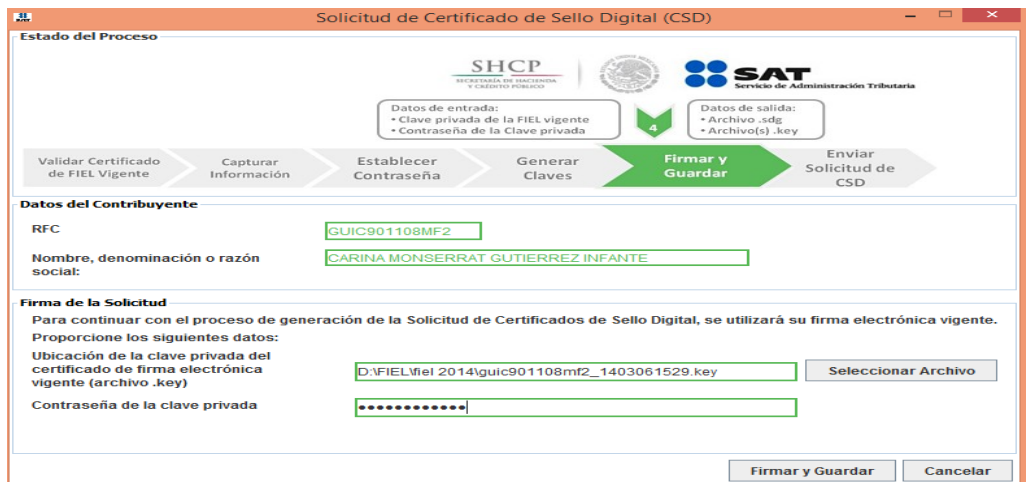 Solicitud de Certificado de Sello Digital (CSD)
Estado del Proceso
SHCP
SECRETARÍA DE HACIENDA
Y CRÉDITO PÚBLICO
SAT
Servicio de Administración Tributaria
Datos de entrada:
• Clave privada de la FIEL vigente
• Contraseña de la Clave privada
4
Datos de salida:
• Archivo .sdg
• Archivo(s) .key
Validar Certificado
de FIEL Vigente
Capturar
Información
Establecer
Contraseña
Generar
Claves
Firmar y
Guardar
Enviar
Solicitud de
CSD
Datos del Contribuyente
RFC
GUIC901108MF2
Nombre, denominación o razón
social:
CARINA MONSERRAT GUTIERREZ INFANTE
Firma de la Solicitud
Para continuar con el proceso de generación de la Solicitud de Certificados de Sello Digital, se utilizará su firma electrónica vigente.
Proporcione los siguientes datos:
Ubicación de la clave privada del
certificado de firma electrónica
vigente (archivo .key)
D:\FIEL\fiel 2014\guic901108mf2_1403061529.key
Seleccionar Archivo
Contraseña de la clave privada
••••••••••••
Firmar y Guardar
Cancelar